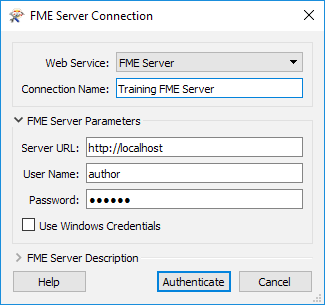 FME Server Connection
Web Service: FME Server
Connection Name: Training FME Server
FME Server Parameters
Server URL: http://localhost
User Name: author
Password: ●●●●●●
Use Windows Credentials
FME Server Description
Help Authenticate Cancel